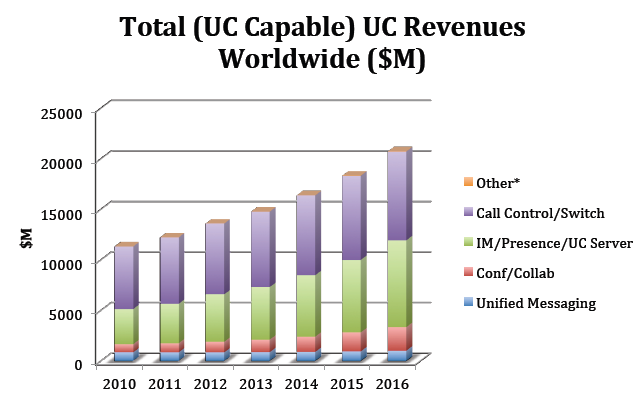 Total (UC Capable) UC Revenues
Worldwide ($M)
25000
20000
15000
10000
5000
0
$M
2010 2011 2012 2013 2014 2015 2016
Other*
Call Control/Switch
IM/Presence/UC Server
Conf/Collab
Unified Messaging